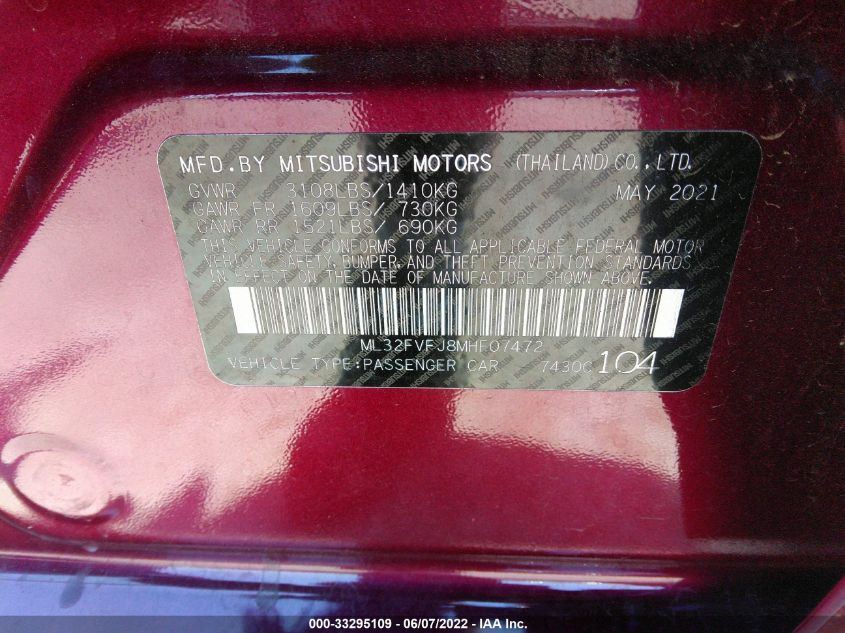 MFD.BY MITSUBISHI MOTORS (THAILAND)CO.,LTD.
GVWR 3108LBS/1410KG MAY 2021
GAWR FR 1609LBS/ 730KG
GAWR RR 1521LBS/ 690KG
THIS VEHICLE CONFORMS TO ALL APPLICABLE FEDERAL MOTOR
VEHICLE SAFETY, BUMPER, AND THEFT PREVENTION STANDARDS
IN EFFECT ON THE DATE OF MANUFACTURE SHOWN ABOVE.
ML32FVFJ8MHF07472
VEHICLE TYPE:PASSENGER CAR 7430C 104
000-33295109 - 06/07/2022 - IAA Inc.